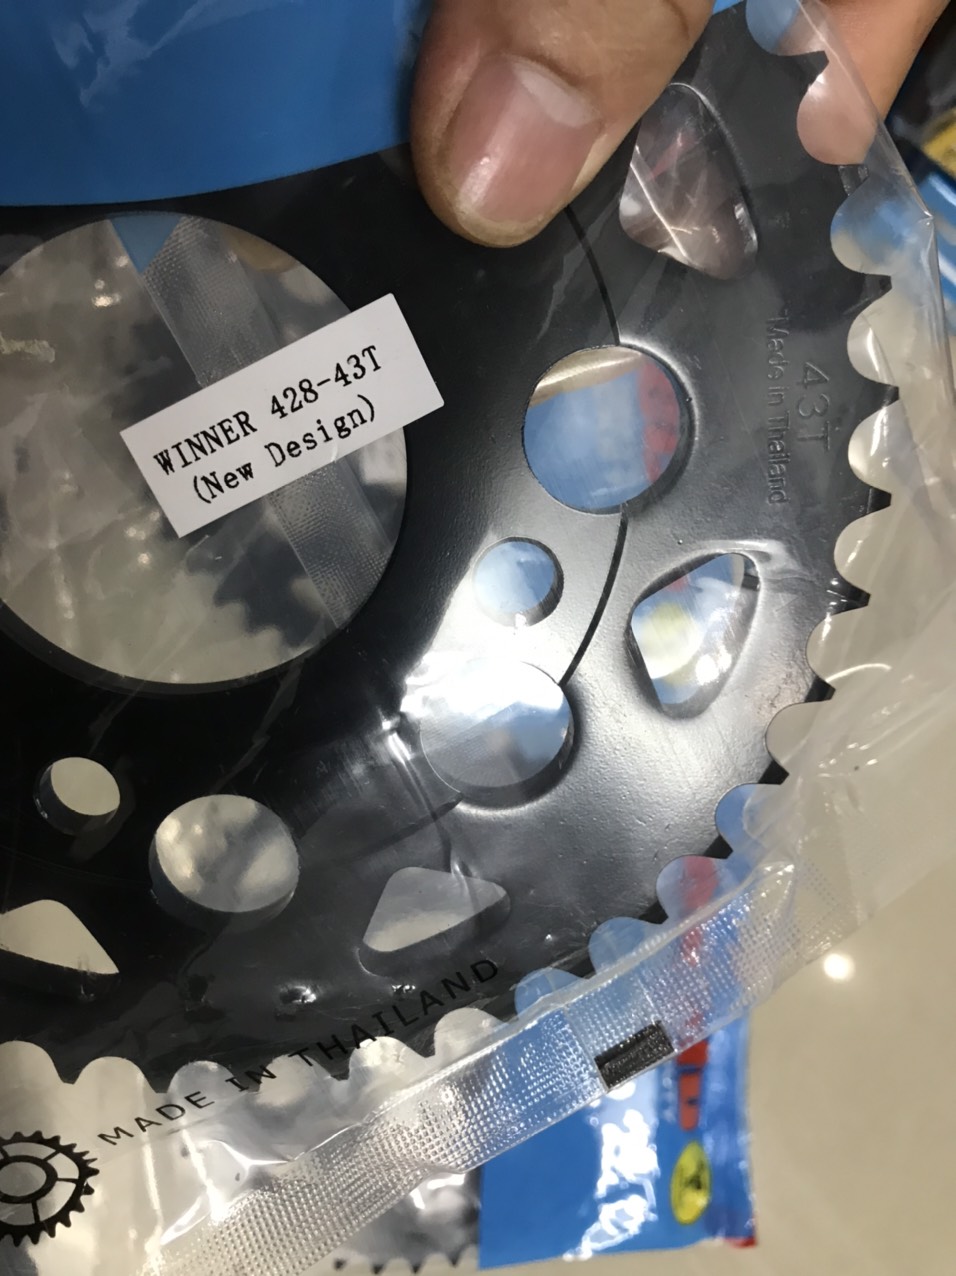 WINNER 428-43T
(New Design)
43T
Made in Thailand
MADE IN THAILAND